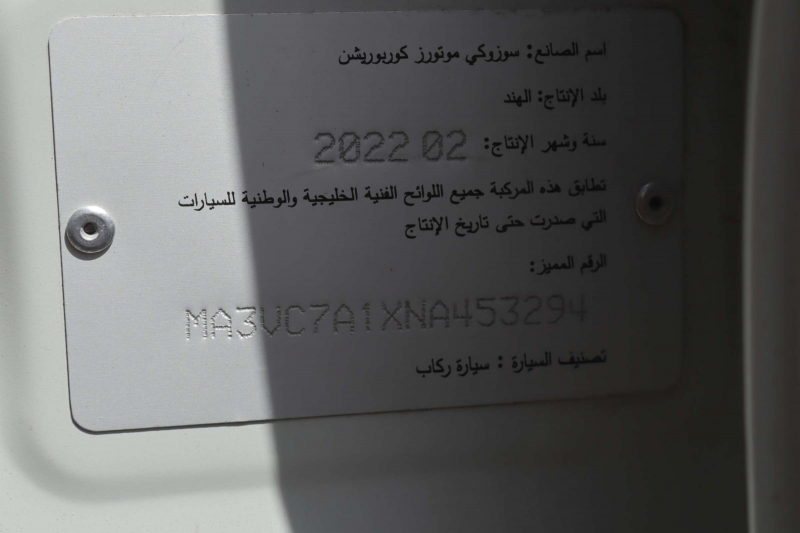 اسم الصانع: سوزوكي موتورز كوربوريشن
بلد الإنتاج: الهند
سنة وشهر الإنتاج: 2022 02
تطابق هذه المركبة جميع اللوائح الفنية الخليجية والوطنية للسيارات
التي صدرت حتى تاريخ الإنتاج
الرقم المميز:
MA3VC7A1XNA453294
تصنيف السيارة : سيارة ركاب